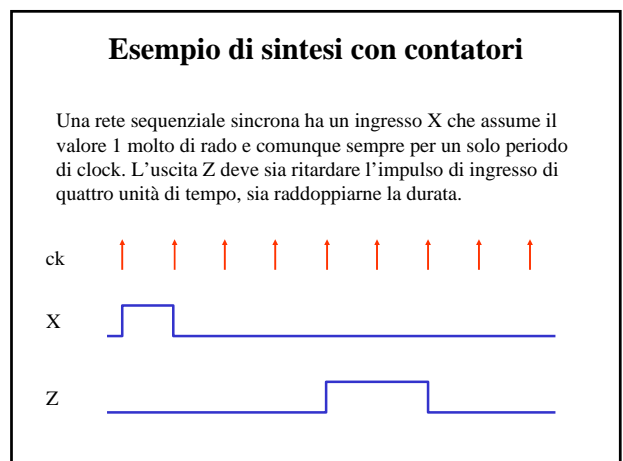 Esempio di sintesi con contatori
Una rete sequenziale sincrona ha un ingresso X che assume il
valore 1 molto di rado e comunque sempre per un solo periodo
di clock. L’uscita Z deve sia ritardare l’impulso di ingresso di
quattro unità di tempo, sia raddoppiarne la durata.
ck
X
Z